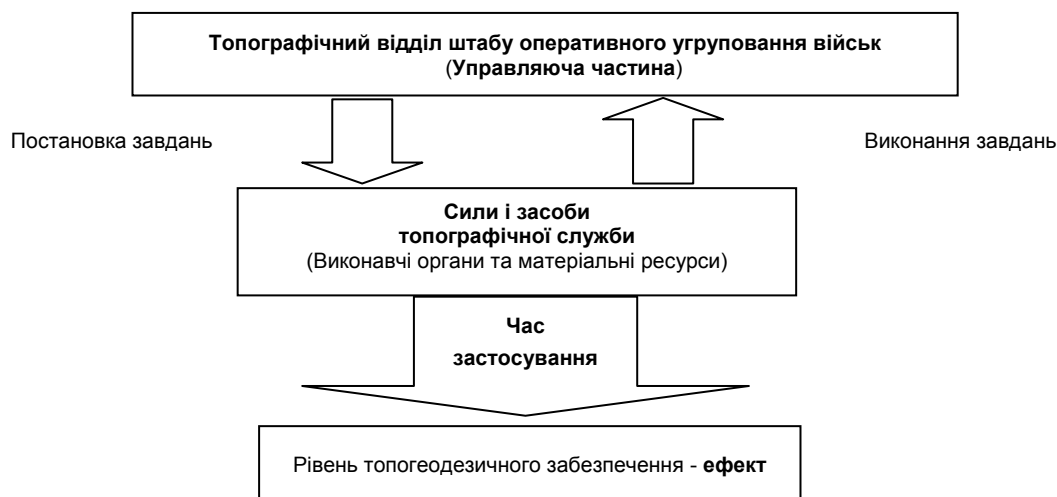 Топографічний відділ штабу оперативного угруповання військ
(Управляюча частина)
Постановка завдань
Виконання завдань
Сили і засоби
топографічної служби
(Виконавчі органи та матеріальні ресурси)
Час
застосування
Рівень топогеодезичного забезпечення - ефект